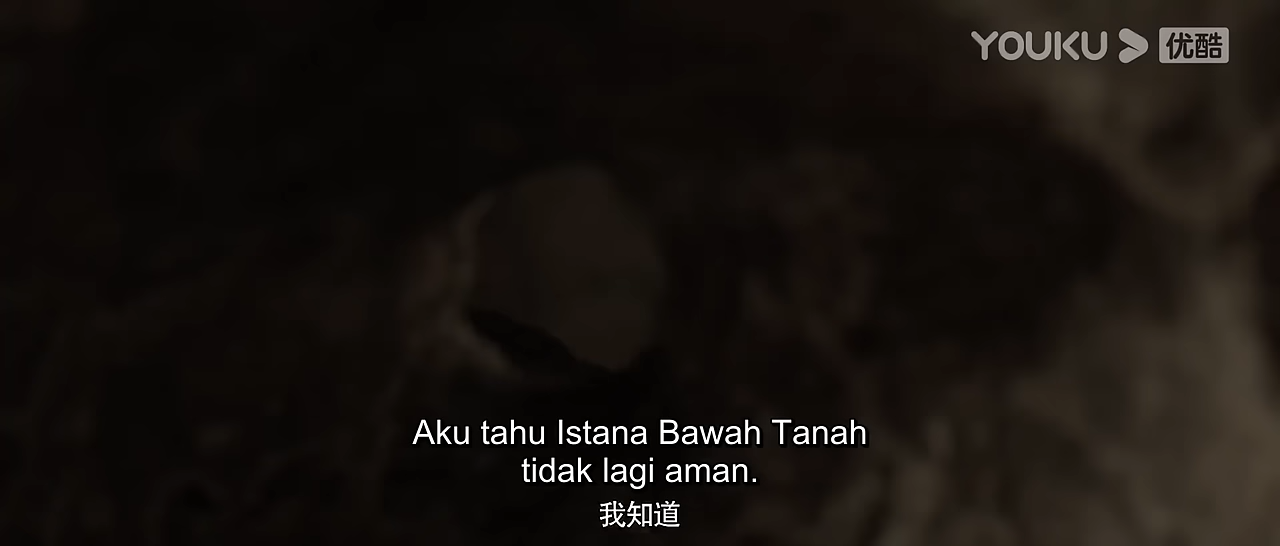 YOUKU 优酷
Aku tahu Istana Bawah Tanah
tidak lagi aman.
我知道